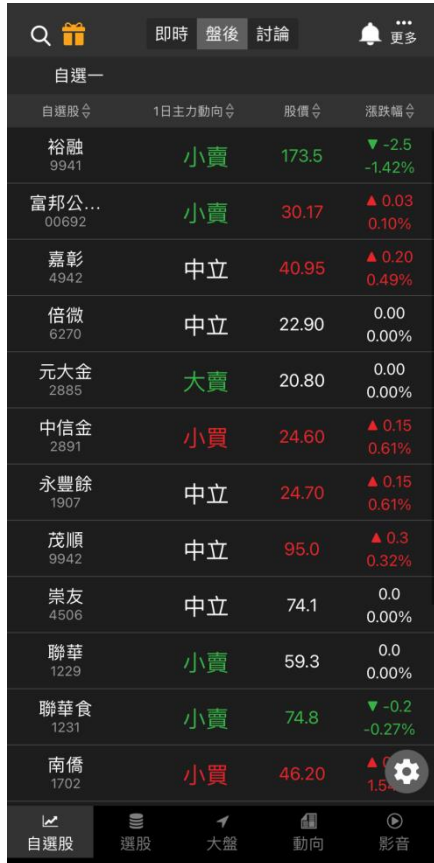 即時 盤後 討論 更多
自選一
自選股 1日主力動向 股價 漲跌幅
裕融 小賣 173.5 ▼ -2.5
9941 -1.42%
富邦公... 小賣 30.17 ▲ 0.03
00692 0.10%
嘉彰 中立 40.95 ▲ 0.20
4942 0.49%
倍微 中立 22.90 0.00
6270 0.00%
元大金 大賣 20.80 0.00
2885 0.00%
中信金 小買 24.60 ▲ 0.15
2891 0.61%
永豐餘 中立 24.70 ▲ 0.15
1907 0.61%
茂順 中立 95.0 ▲ 0.3
9942 0.32%
崇友 中立 74.1 0.0
4506 0.00%
聯華 小賣 59.3 0.0
1229 0.00%
聯華食 小賣 74.8 ▼ -0.2
1231 -0.27%
南僑 小買 46.20 ▲
1702
自選股 選股 大盤 動向 影音